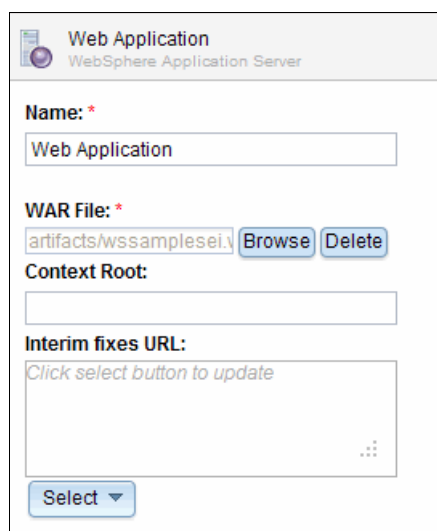 Web Application
WebSphere Application Server
Name: *
Web Application
WAR File: *
artifacts/wssamplesei. Browse Delete
Context Root:
Interim fixes URL:
Click select button to update
Select